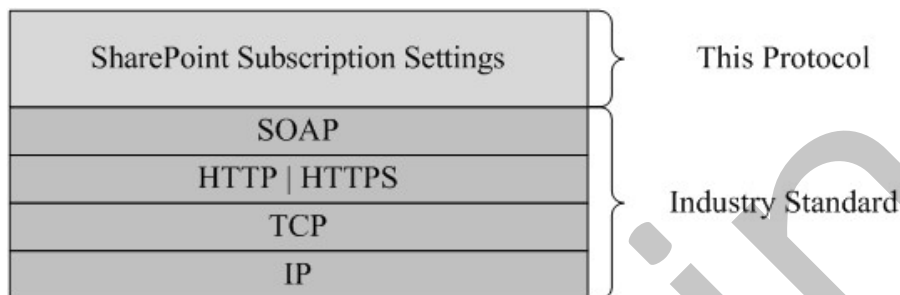 SharePoint Subscription Settings
This Protocol
SOAP
HTTP | HTTPS
TCP
IP
Industry Standard